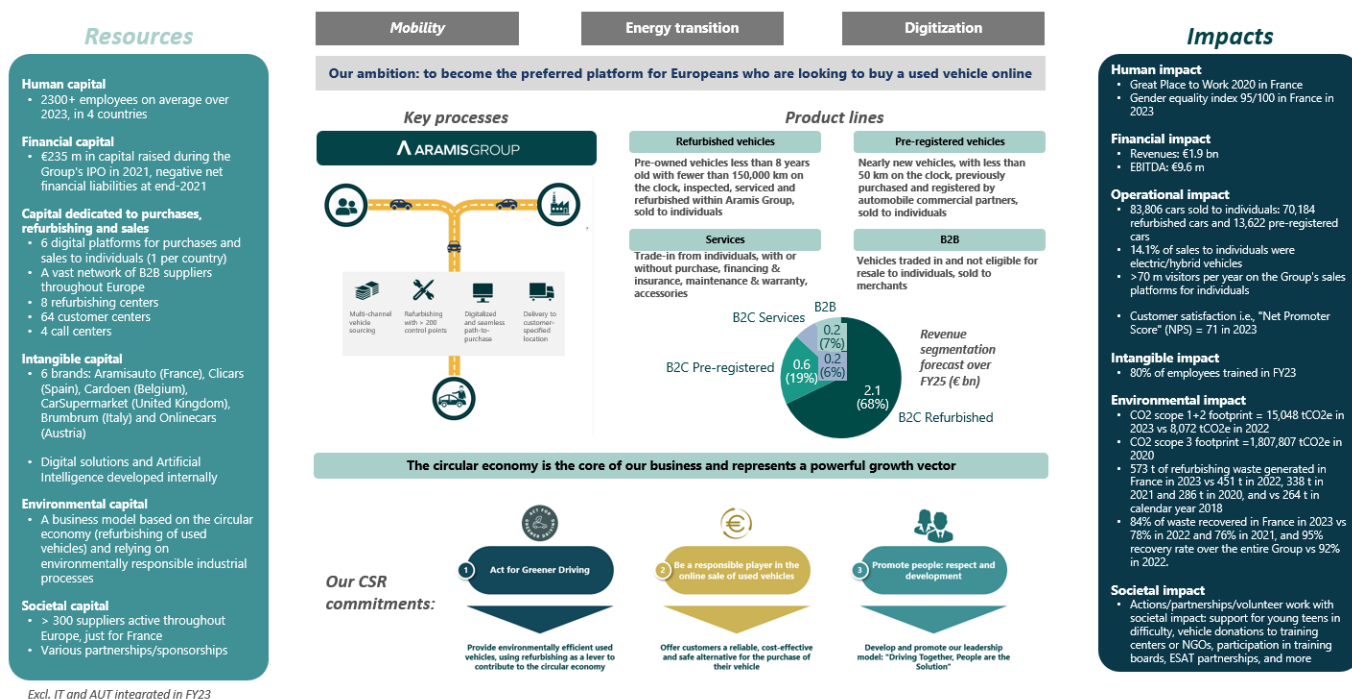 Resources
Human capital
• 2300+ employees on average over
2023, in 4 countries
Financial capital
• €235 m in capital raised during the
Group's IPO in 2021, negative net
financial liabilities at end-2021
Capital dedicated to purchases,
refurbishing and sales
• 6 digital platforms for purchases and
sales to individuals (1 per country)
• A vast network of B2B suppliers
throughout Europe
• 8 refurbishing centers
• 64 customer centers
• 4 call centers
Intangible capital
• 6 brands: Aramisauto (France), Clicars
(Spain), Cardoen (Belgium),
CarSupermarket (United Kingdom),
Brumbrum (Italy) and Onlinecars
(Austria)
• Digital solutions and Artificial
Intelligence developed internally
Environmental capital
• A business model based on the circular
economy (refurbishing of used
vehicles) and relying on
environmentally responsible industrial
processes
Societal capital
• > 300 suppliers active throughout
Europe, just for France
• Various partnerships/sponsorships
Excl. IT and AUT integrated in FY23
Mobility
Energy transition
Digitization
Our ambition: to become the preferred platform for Europeans who are looking to buy a used vehicle online
Key processes
ARAMISGROUP
Multi-channel
vehicle
sourcing
Refurbishing
with > 200
control points
Digitalized
and seamless
path-to-
purchase
Delivery to
customer-
specified
location
Product lines
Refurbished vehicles
Pre-owned vehicles less than 8 years
old with fewer than 150,000 km on
the clock, inspected, serviced and
refurbished within Aramis Group,
sold to individuals
Pre-registered vehicles
Nearly new vehicles, with less than
50 km on the clock, previously
purchased and registered by
automobile commercial partners,
sold to individuals
Services
Trade-in from individuals, with or
without purchase, financing &
insurance, maintenance & warranty,
accessories
B2B
Vehicles traded in and not eligible for
resale to individuals, sold to
merchants
B2B
B2C Services
0.2
(7%)
0.2
(6%)
B2C Pre-registered
0.6
(19%)
2.1
(68%)
B2C Refurbished
Revenue
segmentation
forecast over
FY25 (€ bn)
The circular economy is the core of our business and represents a powerful growth vector
Our CSR
commitments:
1
Act for Greener Driving
Provide environmentally efficient used
vehicles, using refurbishing as a lever to
contribute to the circular economy
2
Be a responsible player in the
online sale of used vehicles
Offer customers a reliable, cost-effective
and safe alternative for the purchase of
their vehicle
3
Promote people: respect and
development
Develop and promote our leadership
model: "Driving Together, People are the
Solution"
Impacts
Human impact
• Great Place to Work 2020 in France
• Gender equality index 95/100 in France in
2023
Financial impact
• Revenues: €1.9 bn
• EBITDA: €9.6 m
Operational impact
• 83,806 cars sold to individuals: 70,184
refurbished cars and 13,622 pre-registered
cars
• 14.1% of sales to individuals were
electric/hybrid vehicles
• >70 m visitors per year on the Group's sales
platforms for individuals
• Customer satisfaction i.e., "Net Promoter
Score" (NPS) = 71 in 2023
Intangible impact
• 80% of employees trained in FY23
Environmental impact
• CO2 scope 1+2 footprint = 15,048 tCO2e in
2023 vs 8,072 tCO2e in 2022
• CO2 scope 3 footprint =1,807,807 tCO2e in
2020
• 573 t of refurbishing waste generated in
France in 2023 vs 451 t in 2022, 338 t in
2021 and 286 t in 2020, and vs 264 t in
calendar year 2018
• 84% of waste recovered in France in 2023 vs
78% in 2022 and 76% in 2021, and 95%
recovery rate over the entire Group vs 92%
in 2022.
Societal impact
• Actions/partnerships/volunteer work with
societal impact: support for young teens in
difficulty, vehicle donations to training
centers or NGOs, participation in training
boards, ESAT partnerships, and more